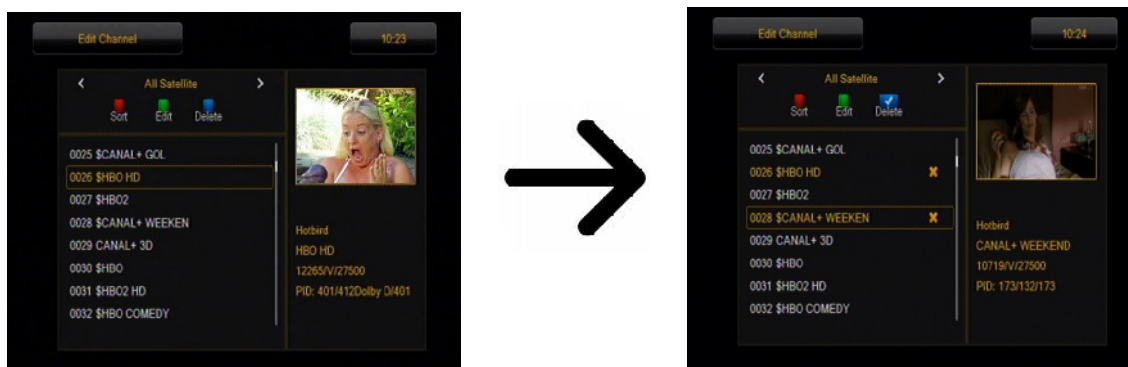 Edit Channel
10:23
All Satellite
Sort Edit Delete
0025 $CANAL+ GOL
0026 $HBO HD
0027 $HBO2
0028 $CANAL+ WEEKEN
0029 CANAL+ 3D
0030 $HBO
0031 $HBO2 HD
0032 $HBO COMEDY
Hotbird
HBO HD
12265/V/27500
PID: 401/412Dolby D/401
Edit Channel
10:24
All Satellite
Sort Edit Delete
0025 $CANAL+ GOL
0026 $HBO HD
0027 $HBO2
0028 $CANAL+ WEEKEN
0029 CANAL+ 3D
0030 $HBO
0031 $HBO2 HD
0032 $HBO COMEDY
Hotbird
CANAL+ WEEKEND
10719/V/27500
PID: 173/132/173